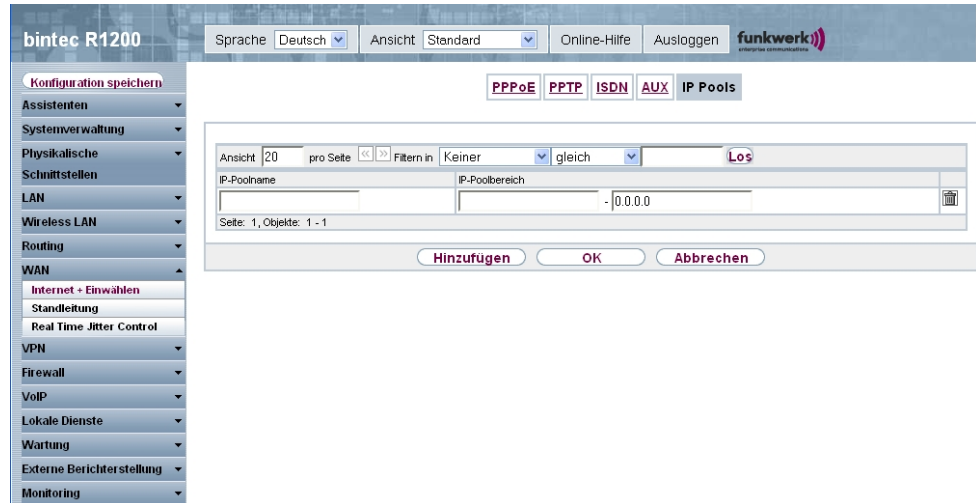 bintec R1200
Sprache Deutsch Ansicht Standard Online-Hilfe Ausloggen funkwerk
enterprise communications
Konfiguration speichern
Assistenten
Systemverwaltung
Physikalische
Schnittstellen
LAN
Wireless LAN
Routing
WAN
Internet + Einwählen
Standleitung
Real Time Jitter Control
VPN
Firewall
VoIP
Lokale Dienste
Wartung
Externe Berichterstellung
Monitoring
PPPoE PPTP ISDN AUX IP Pools
Ansicht 20 pro Seite << >> Filtern in Keiner gleich Los
IP-Poolname IP-Poolbereich
- 0.0.0.0
Seite: 1, Objekte: 1 - 1
Hinzufügen OK Abbrechen